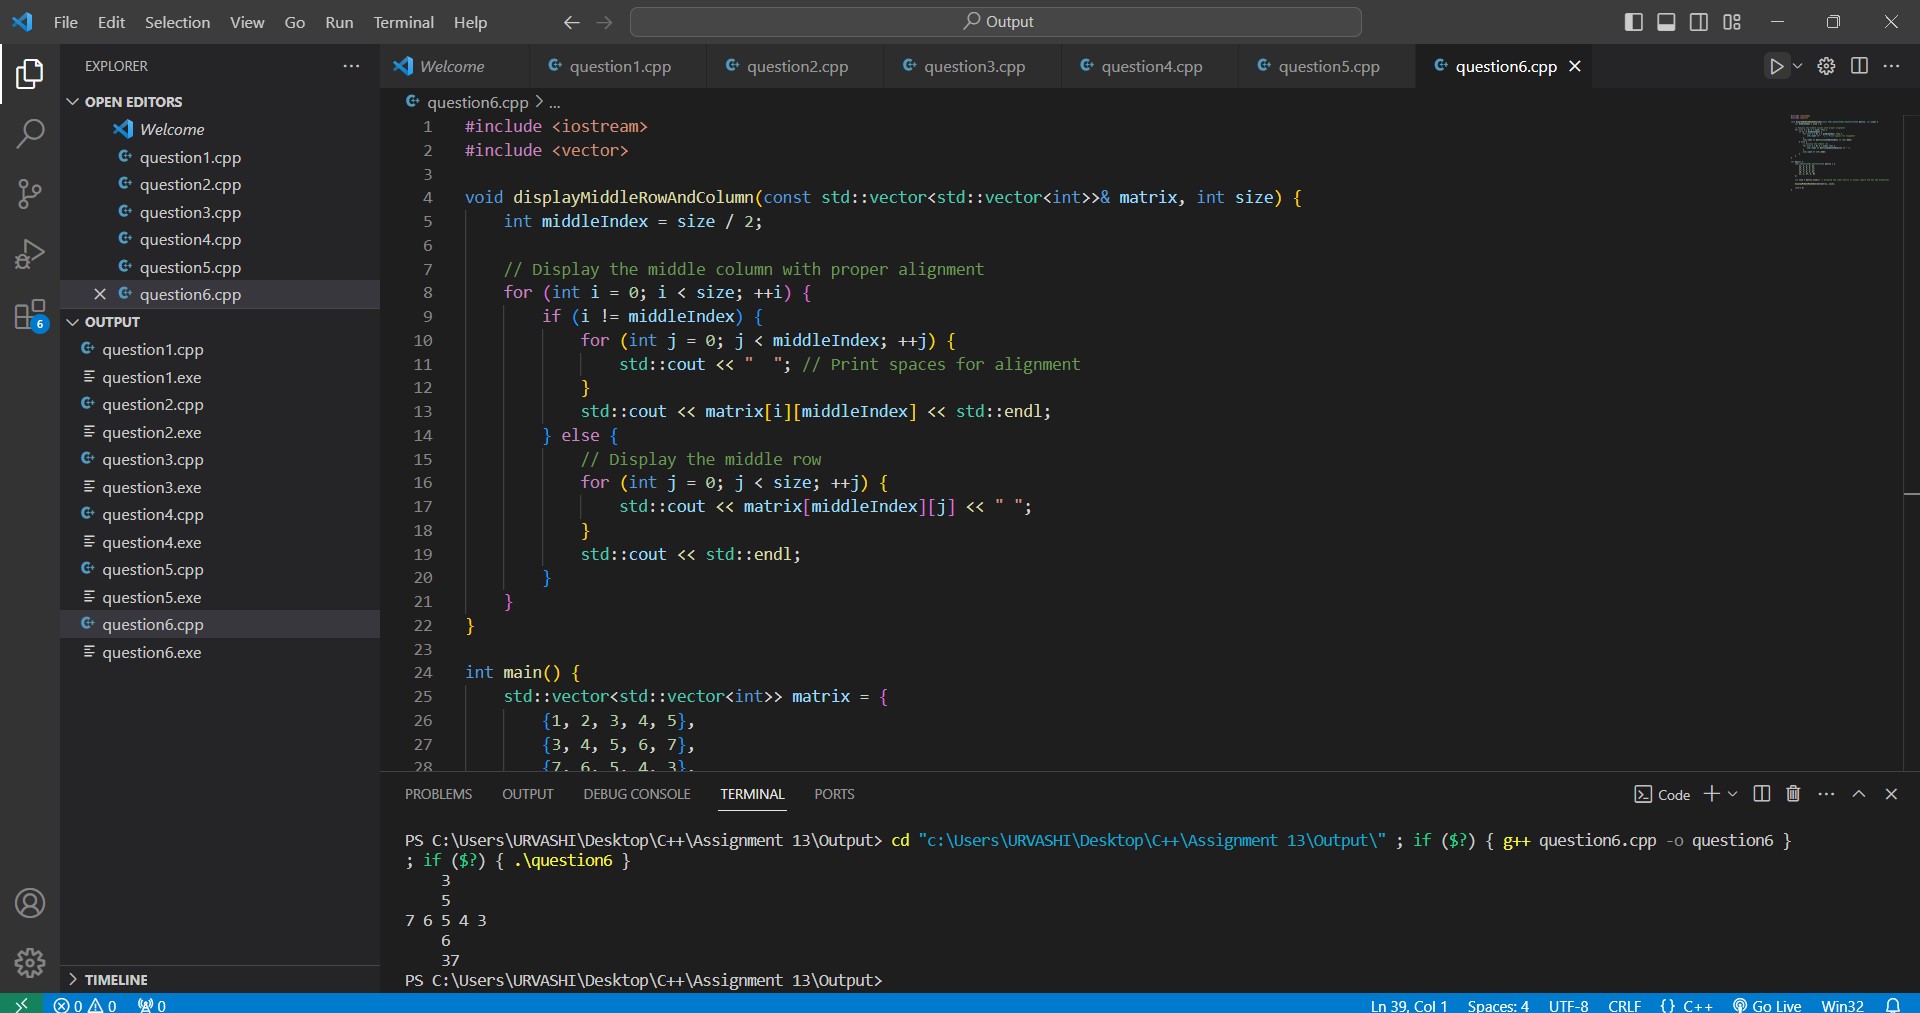 File Edit Selection View Go Run Terminal Help
Output
EXPLORER
OPEN EDITORS
Welcome
question1.cpp
question2.cpp
question3.cpp
question4.cpp
question5.cpp
question6.cpp
OUTPUT
question1.cpp
question1.exe
question2.cpp
question2.exe
question3.cpp
question3.exe
question4.cpp
question4.exe
question5.cpp
question5.exe
question6.cpp
question6.exe
TIMELINE
6
Welcome question1.cpp question2.cpp question3.cpp question4.cpp question5.cpp question6.cpp
question6.cpp > ...
1 #include <iostream>
2 #include <vector>
3
4 void displayMiddleRowAndColumn(const std::vector<std::vector<int>>& matrix, int size) {
5     int middleIndex = size / 2;
6
7     // Display the middle column with proper alignment
8     for (int i = 0; i < size; ++i) {
9         if (i != middleIndex) {
10             for (int j = 0; j < middleIndex; ++j) {
11                 std::cout << "  "; // Print spaces for alignment
12             }
13             std::cout << matrix[i][middleIndex] << std::endl;
14         } else {
15             // Display the middle row
16             for (int j = 0; j < size; ++j) {
17                 std::cout << matrix[middleIndex][j] << " ";
18             }
19             std::cout << std::endl;
20         }
21     }
22 }
23
24 int main() {
25     std::vector<std::vector<int>> matrix = {
26         {1, 2, 3, 4, 5},
27         {3, 4, 5, 6, 7},
28         {7, 6, 5, 4, 3},
PROBLEMS OUTPUT DEBUG CONSOLE TERMINAL PORTS
Code
PS C:\Users\URVASHI\Desktop\C++\Assignment 13\Output> cd "c:\Users\URVASHI\Desktop\C++\Assignment 13\Output\" ; if ($?) { g++ question6.cpp -o question6 }
; if ($?) { .\question6 }
    3
    5
7 6 5 4 3
    6
    37
PS C:\Users\URVASHI\Desktop\C++\Assignment 13\Output>
0 0 0
Ln 39, Col 1 Spaces: 4 UTF-8 CRLF {} C++ Go Live Win32